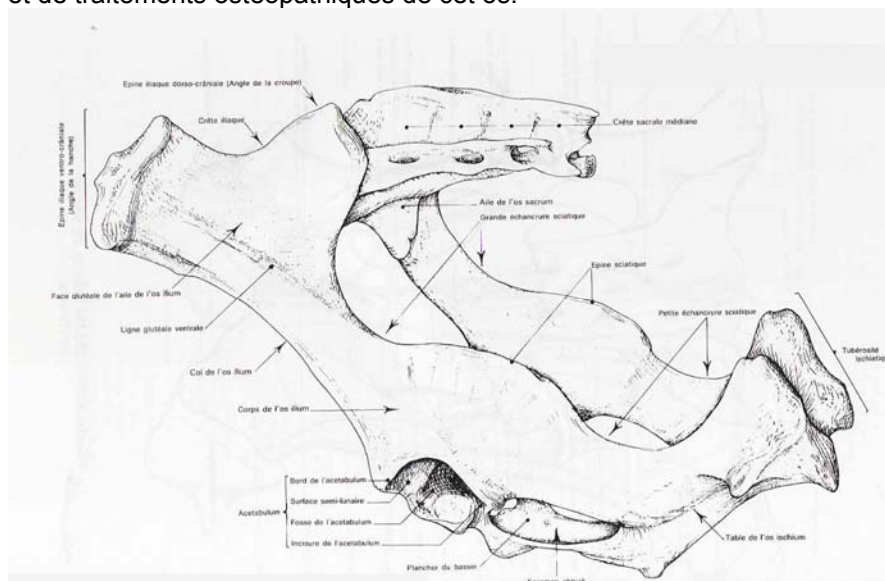 et de traitements ostéopathiques de cet os.
Epine iliaque dorso-crâniale (Angle de la croupe)
Crête iliaque
Crête sacrale médiane
Epine iliaque ventro-crâniale
(Angle de la hanche)
Aile de l'os sacrum
Grande échancrure sciatique
Epine sciatique
Face glutéale de l'aile de l'os ilium
Petite échancrure sciatique
Ligne glutéale ventrale
Tubérosité
ischiatiq
Col de l'os ilium
Corps de l'os ilium
Bord de l'acetabulum
Surface semi-lunaire
Acetabulum
Fosse de l'acetabulum
Incisure de l'acetabulum
Table de l'os ischium
Plancher du bassin